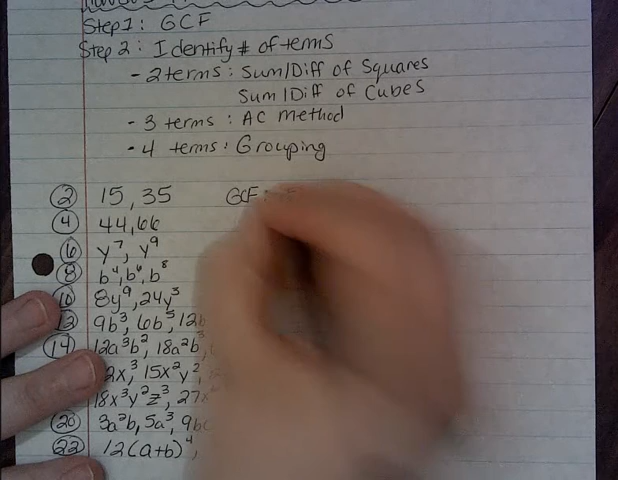 Step 1: GCF
Step 2: Identify # of terms
- 2 terms: Sum/Diff of Squares
Sum/Diff of Cubes
- 3 terms: AC method
- 4 terms: Grouping
② 15, 35 GCF:
④ 44, 66
⑥ y⁷, y⁹
⑧ b⁴, b⁶, b⁸
⑩ 8y⁹, 24y³
12 9b³, 6b⁵, 12b
⑭ 12a³b², 18a²b
2x³, 15x²y²,
18x³y²z³, 27x
⑳ 3a²b, 5a³, 9b
㉒ 12(a+b)⁴,